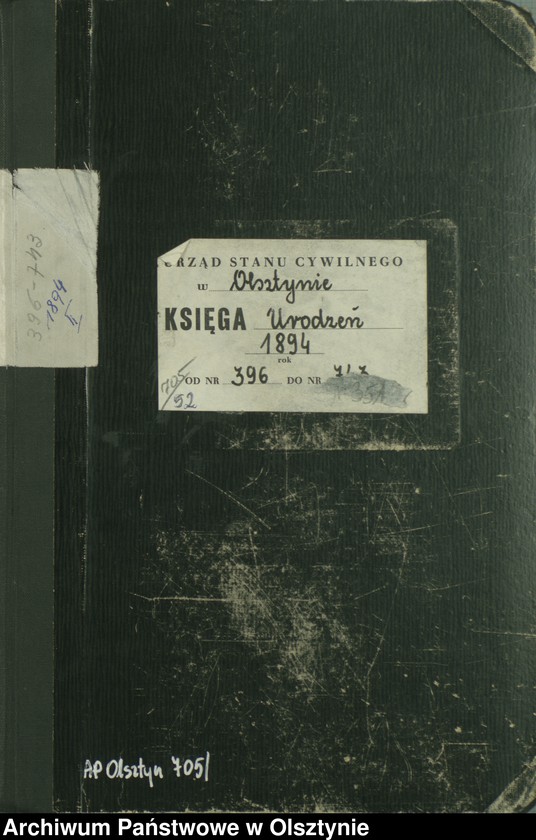 URZĄD STANU CYWILNEGO
w Olsztynie
KSIĘGA Urodzeń
1894
rok
OD NR 396 DO NR
705/52
396-743
1894
II
AP Olsztyn 705/
Archiwum Państwowe w Olsztynie